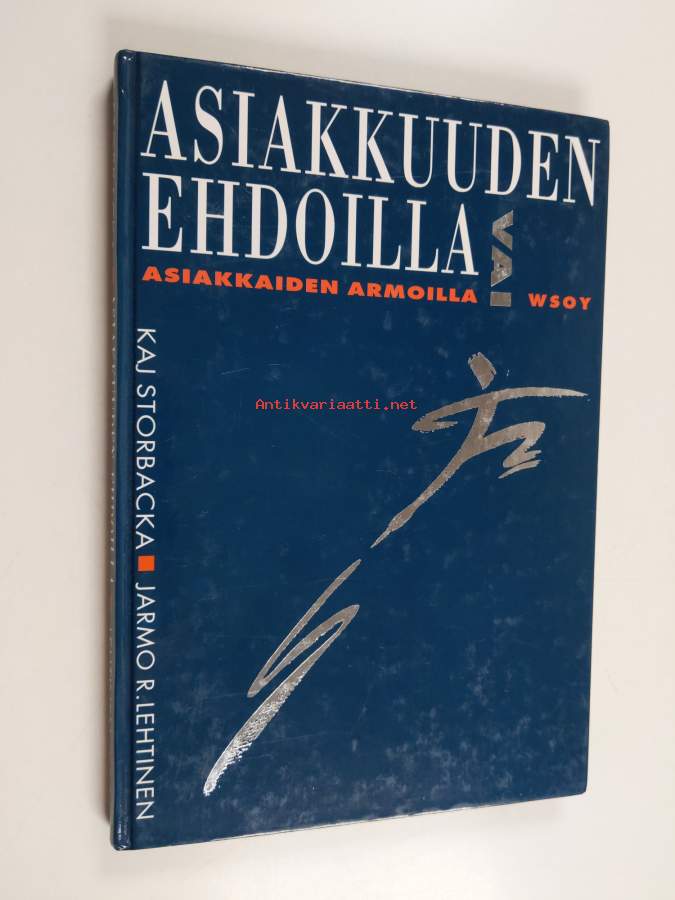 ASIAKKUUDEN
EHDOILLA
VAI
ASIAKKAIDEN ARMOILLA
WSOY
KAJ STORBACKA ■ JARMO R. LEHTINEN
Antikvariaatti.net